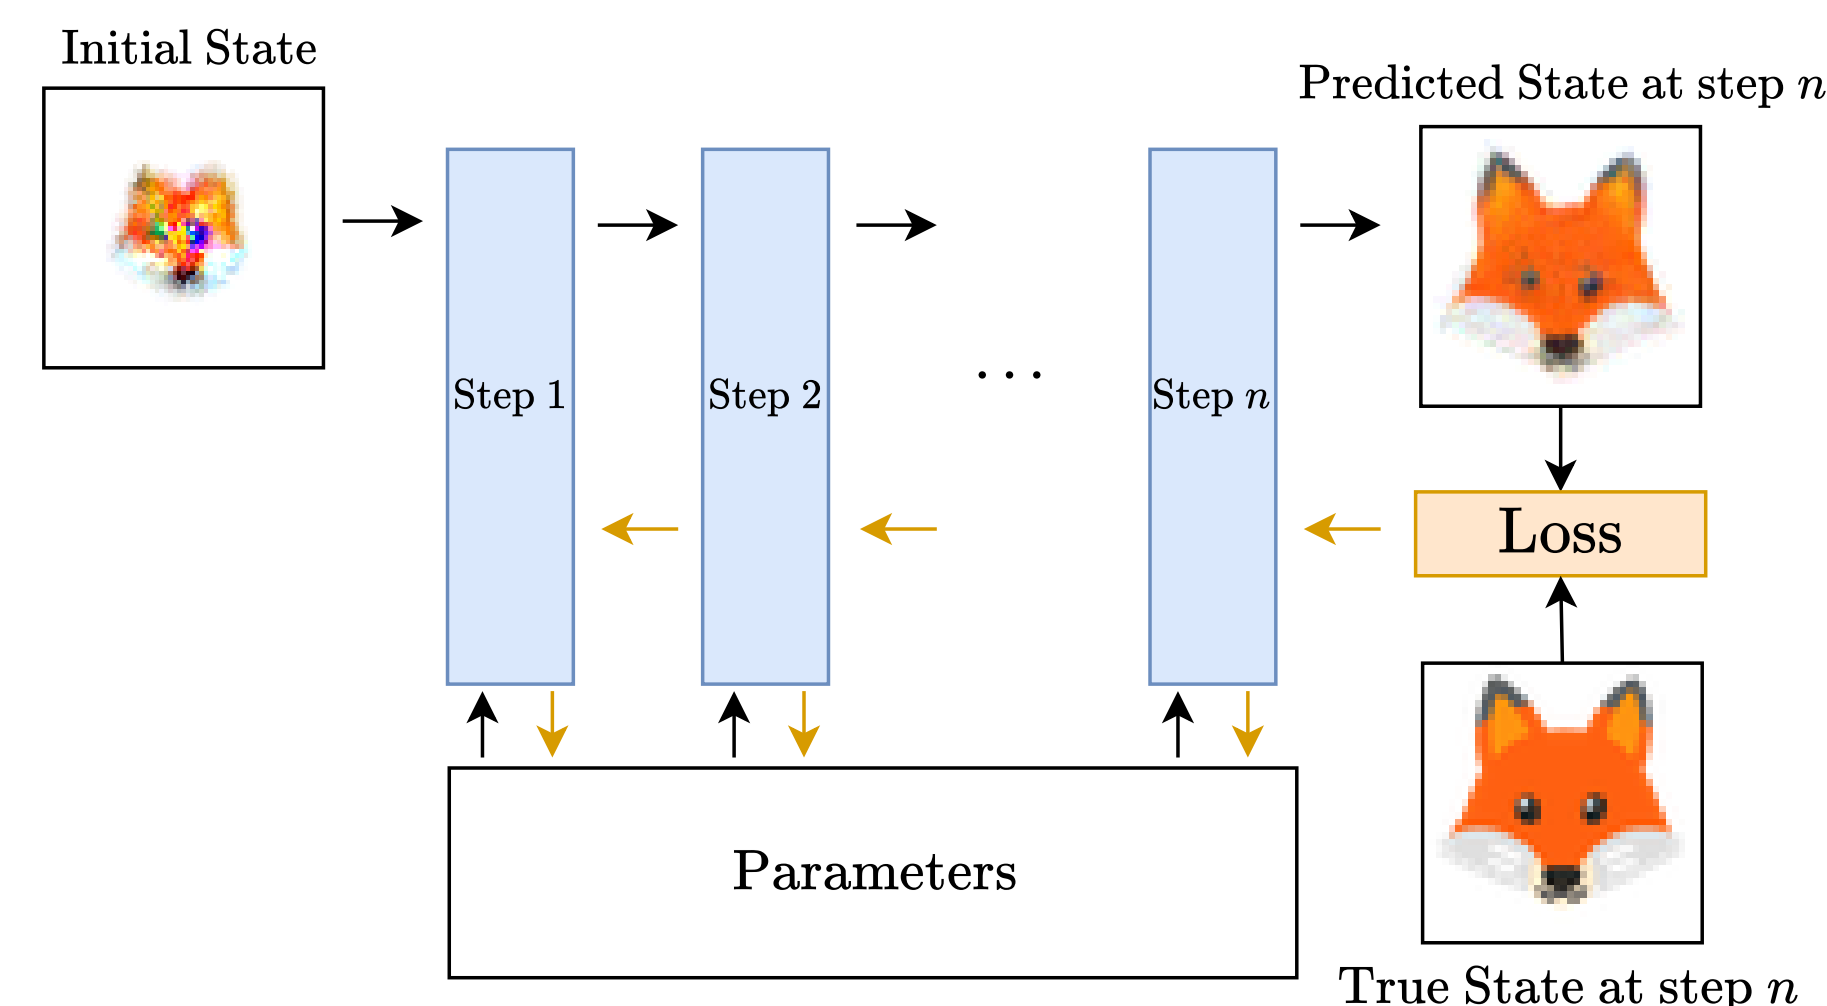 Initial State
Predicted State at step n
Step 1
Step 2
...
Step n
Loss
Parameters
True State at step n